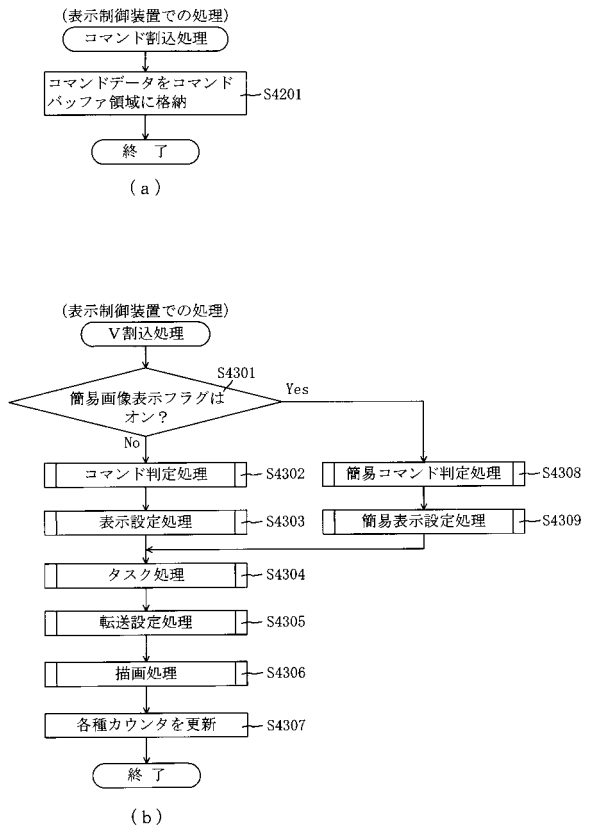 (表示制御装置での処理)
コマンド割込処理
コマンドデータをコマンド
バッファ領域に格納
S4201
終 了
(a)
(表示制御装置での処理)
V割込処理
S4301
簡易画像表示フラグは
オン?
Yes
No
コマンド判定処理
S4302
簡易コマンド判定処理
S4308
表示設定処理
S4303
簡易表示設定処理
S4309
タスク処理
S4304
転送設定処理
S4305
描画処理
S4306
各種カウンタを更新
S4307
終 了
(b)